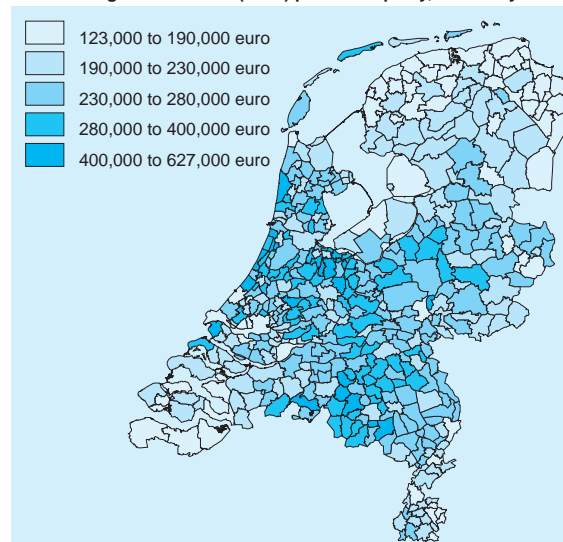 123,000 to 190,000 euro
190,000 to 230,000 euro
230,000 to 280,000 euro
280,000 to 400,000 euro
400,000 to 627,000 euro